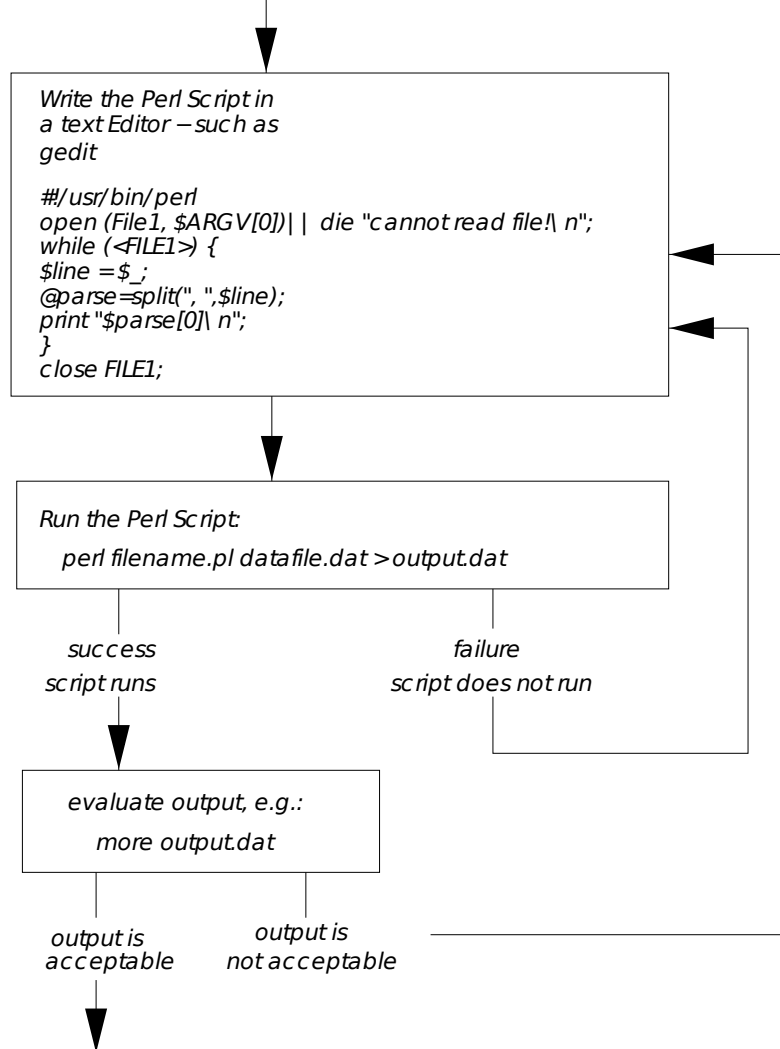 Write the Perl Script in
a text Editor – such as
gedit
#!/usr/bin/perl
open (File1, $ARGV[0])|| die "cannot read file!\n";
while (<FILE1>) {
$line = $_;
@parse=split(", ",$line);
print "$parse[0]\n";
}
close FILE1;
Run the Perl Script:
perl filename.pl datafile.dat > output.dat
success
script runs
failure
script does not run
evaluate output, e.g.:
more output.dat
output is
acceptable
output is
not acceptable